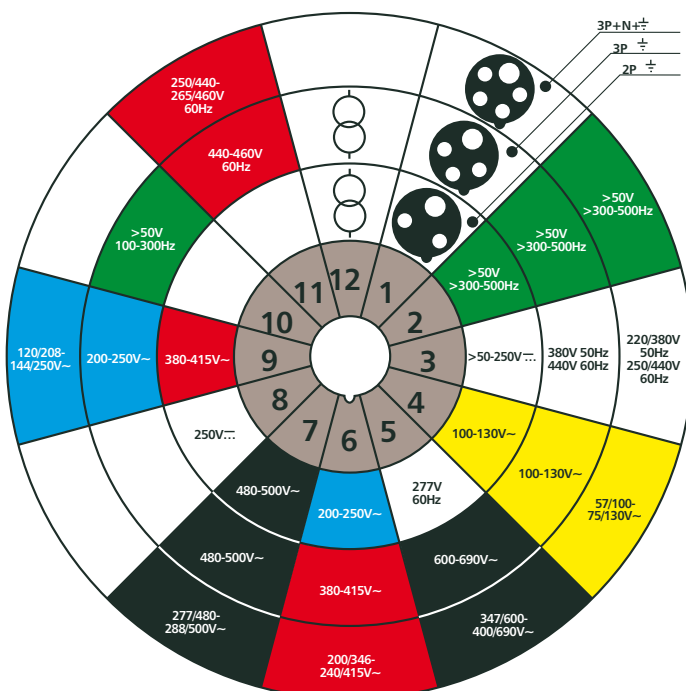 3P+N+⏚
3P ⏚
2P ⏚
250/440-
265/460V
60Hz
440-460V
60Hz
>50V
100-300Hz
>50V
>300-500Hz
>50V
>300-500Hz
>50V
>300-500Hz
12
1
2
3
4
5
6
7
8
9
10
11
120/208-
144/250V~
200-250V~
380-415V~
>50-250V⎓
380V 50Hz
440V 60Hz
220/380V
50Hz
250/440V
60Hz
250V⎓
100-130V~
100-130V~
57/100-
75/130V~
480-500V~
200-250V~
277V
60Hz
480-500V~
380-415V~
600-690V~
277/480-
288/500V~
200/346-
240/415V~
347/600-
400/690V~